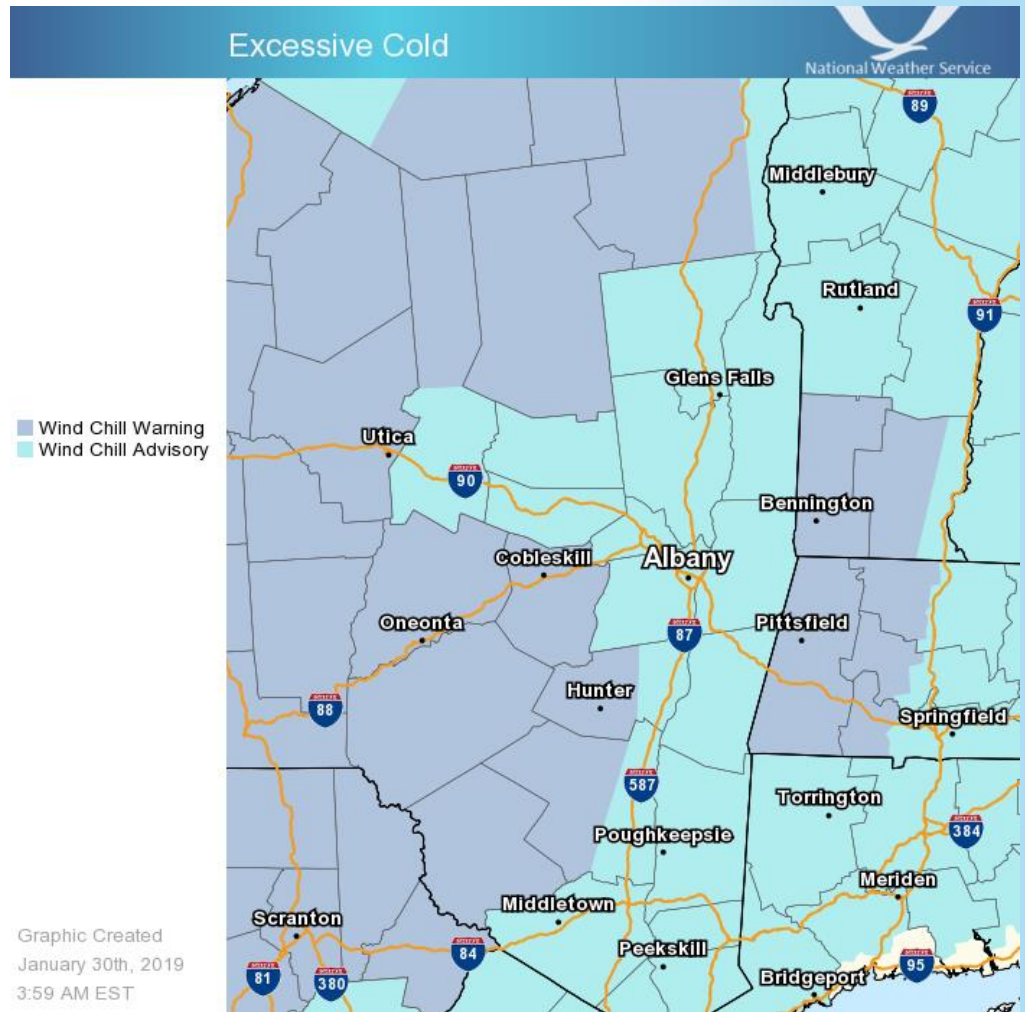 Excessive Cold
National Weather Service
89
Middlebury
Rutland
91
Glens Falls
Wind Chill Warning
Wind Chill Advisory
Utica
90
Bennington
Cobleskill
Albany
Oneonta
87
Pittsfield
Hunter
88
Springfield
587
Torrington
384
Poughkeepsie
Meriden
Middletown
Scranton
Peekskill
84
95
Bridgeport
81
380
Graphic Created
January 30th, 2019
3:59 AM EST